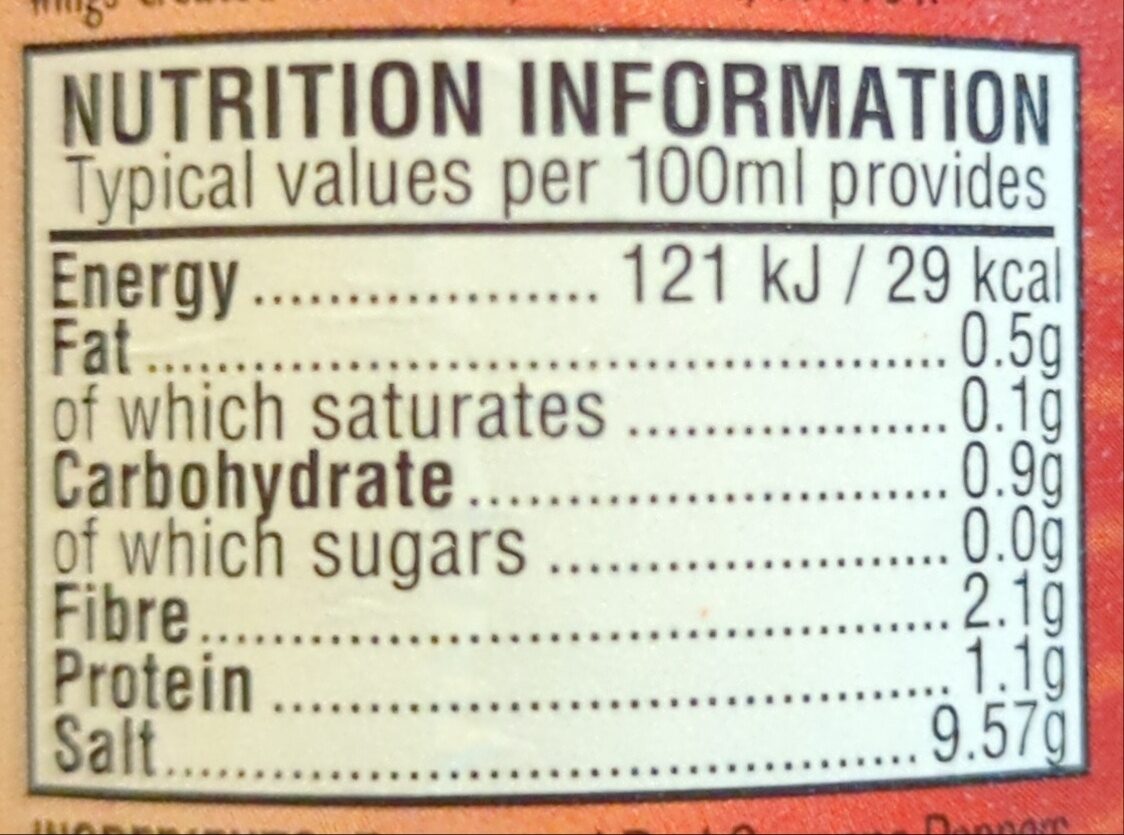 NUTRITION INFORMATION
Typical values per 100ml provides
Energy .................. 121 kJ / 29 kcal
Fat .......................................... 0.5g
of which saturates ................. 0.1g
Carbohydrate ......................... 0.9g
of which sugars ..................... 0.0g
Fibre ....................................... 2.1g
Protein ................................... 1.1g
Salt ....................................... 9.57g